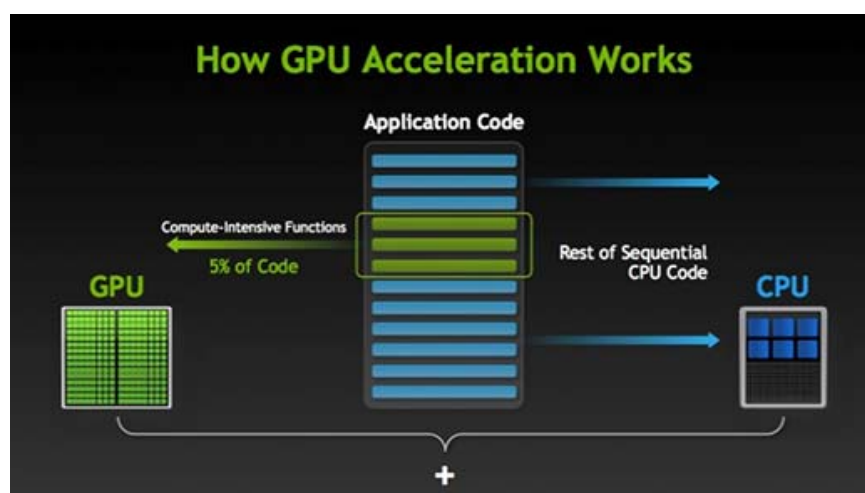 How GPU Acceleration Works
Application Code
Compute-Intensive Functions
5% of Code
Rest of Sequential
CPU Code
GPU
CPU
+